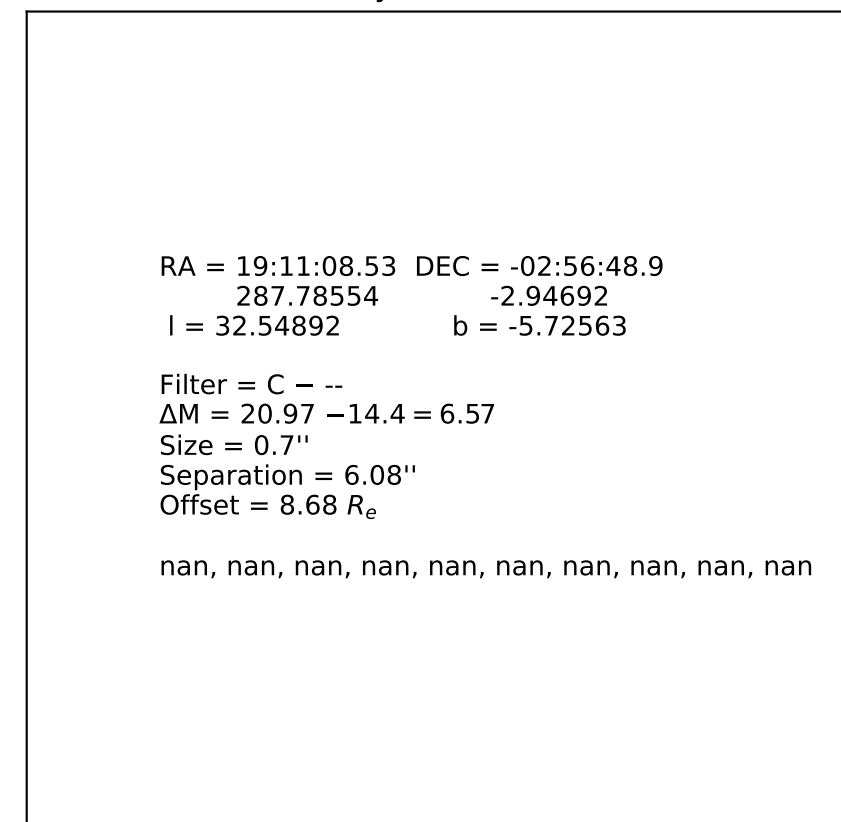 RA = 19:11:08.53 DEC = -02:56:48.9
287.78554 -2.94692
l = 32.54892 b = -5.72563
Filter = C − --
ΔM = 20.97 −14.4 = 6.57
Size = 0.7''
Separation = 6.08''
Offset = 8.68 Re
nan, nan, nan, nan, nan, nan, nan, nan, nan, nan